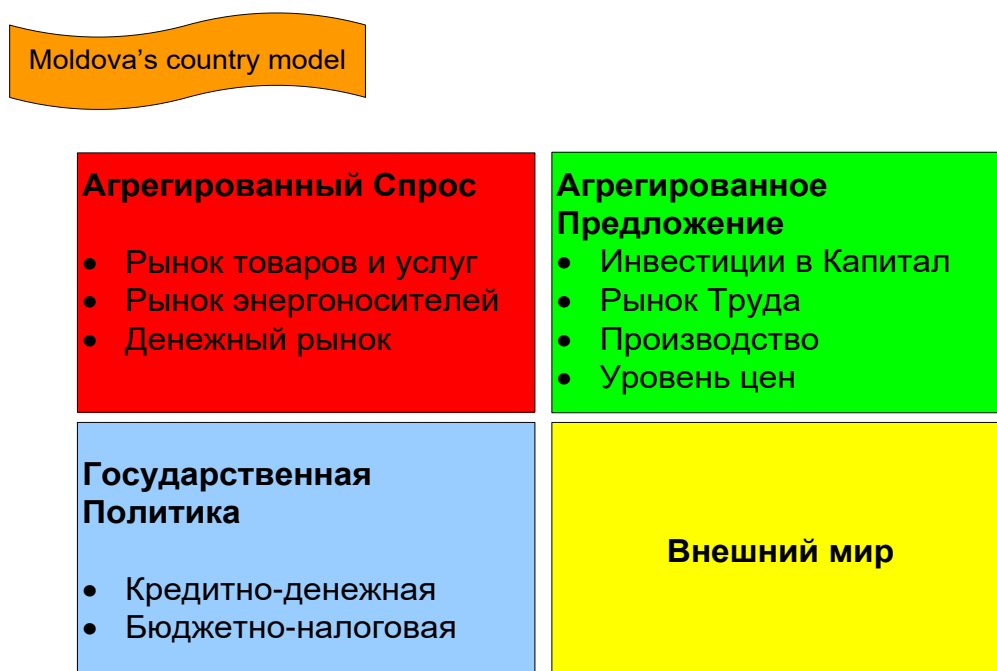 Moldova's country model
Агрегированный Спрос
• Рынок товаров и услуг
• Рынок энергоносителей
• Денежный рынок
Агрегированное
Предложение
• Инвестиции в Капитал
• Рынок Труда
• Производство
• Уровень цен
Государственная
Политика
• Кредитно-денежная
• Бюджетно-налоговая
Внешний мир